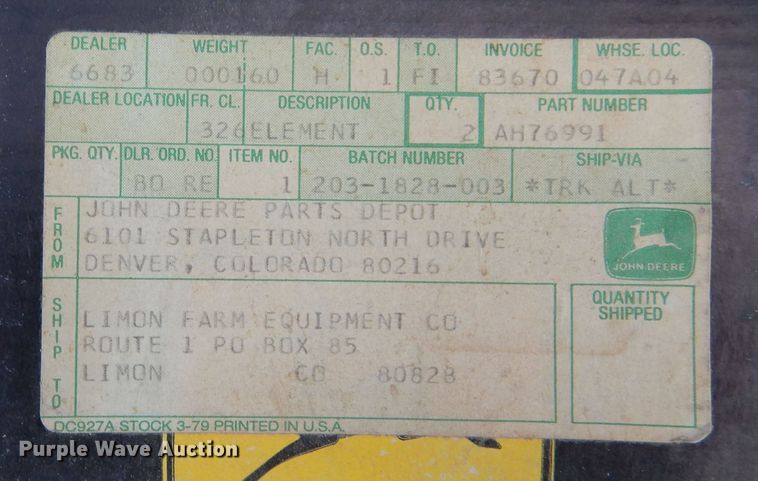 DEALER WEIGHT FAC. O.S. T.O. INVOICE WHSE. LOC.
6683 000160 H 1 FI 83670 047A04
DEALER LOCATION FR. CL. DESCRIPTION QTY. PART NUMBER
326ELEMENT 2 AH76991
PKG. QTY. DLR. ORD. NO. ITEM NO. BATCH NUMBER SHIP-VIA
80 RE 1 203-1828-003 *TRK ALT*
FROM
JOHN DEERE PARTS DEPOT
6101 STAPLETON NORTH DRIVE
DENVER, COLORADO 80216
JOHN DEERE
SHIP TO
LIMON FARM EQUIPMENT CO
ROUTE 1 PO BOX 85
LIMON CO 80828
QUANTITY
SHIPPED
DC927A STOCK 3-79 PRINTED IN U.S.A.
Purple Wave Auction